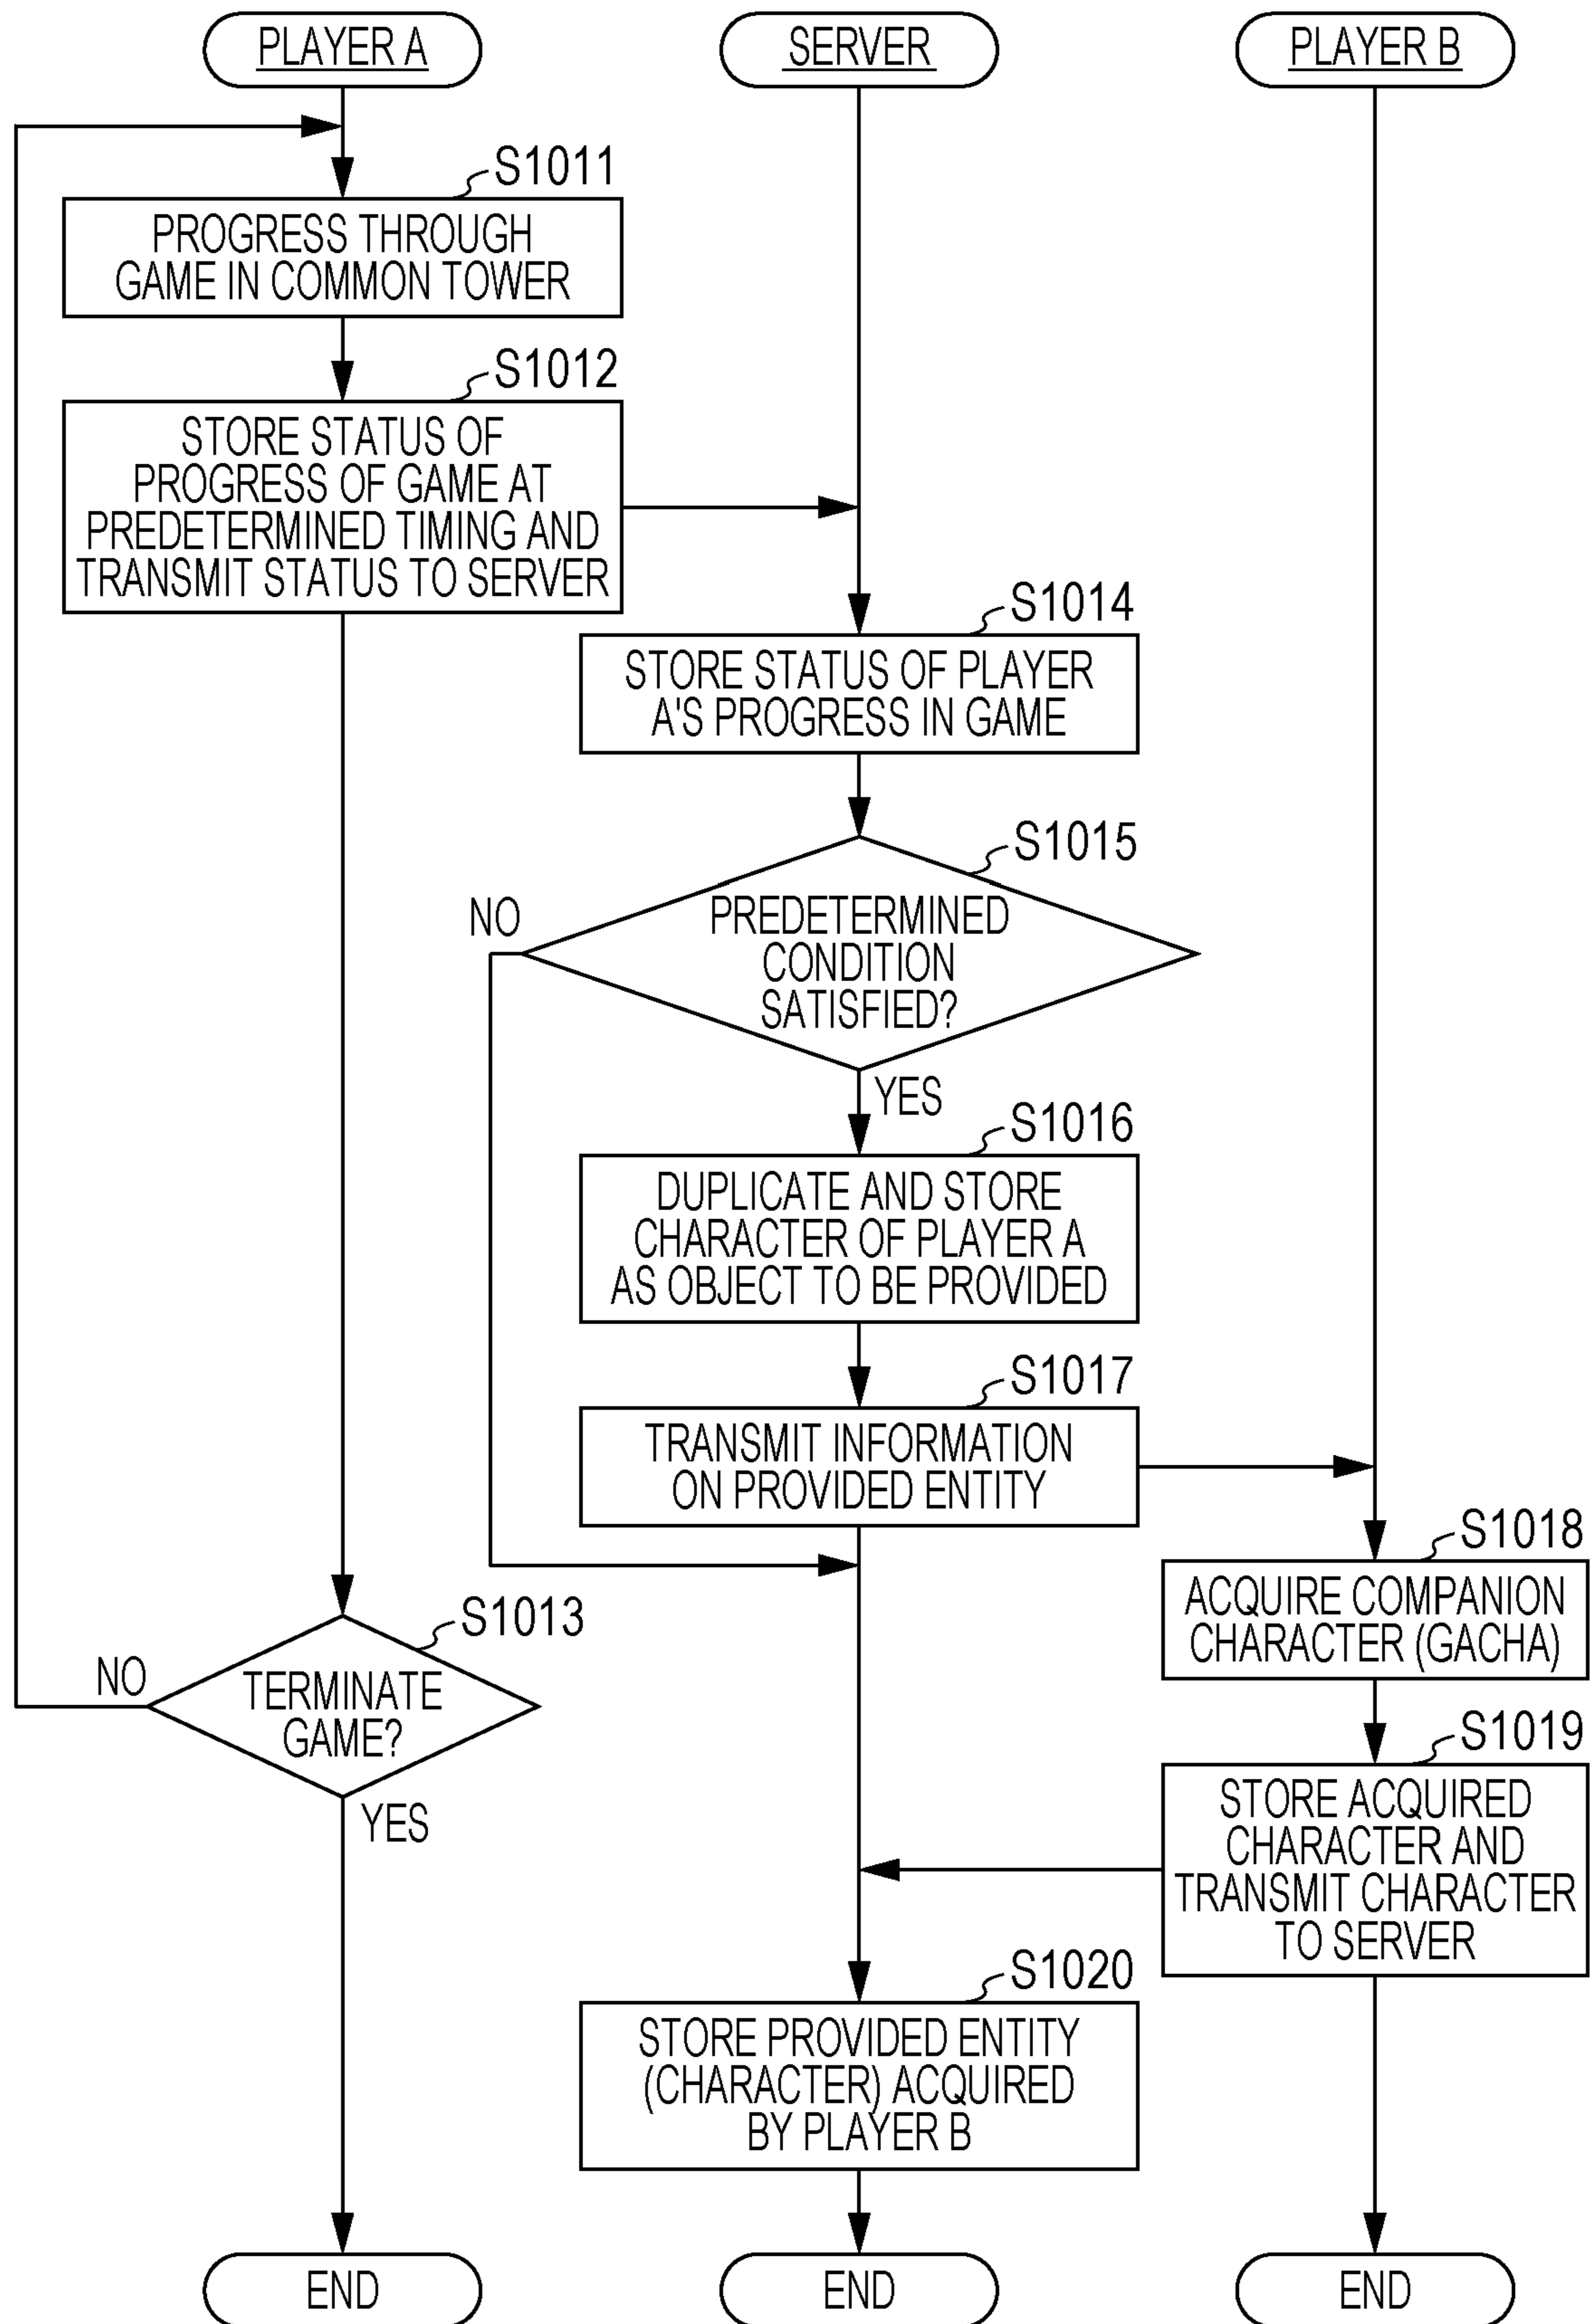 PLAYER A
SERVER
PLAYER B
S1011
PROGRESS THROUGH
GAME IN COMMON TOWER
S1012
STORE STATUS OF
PROGRESS OF GAME AT
PREDETERMINED TIMING AND
TRANSMIT STATUS TO SERVER
S1014
STORE STATUS OF PLAYER
A'S PROGRESS IN GAME
S1015
NO
PREDETERMINED
CONDITION
SATISFIED?
YES
S1016
DUPLICATE AND STORE
CHARACTER OF PLAYER A
AS OBJECT TO BE PROVIDED
S1017
TRANSMIT INFORMATION
ON PROVIDED ENTITY
S1018
ACQUIRE COMPANION
CHARACTER (GACHA)
S1013
NO
TERMINATE
GAME?
YES
S1019
STORE ACQUIRED
CHARACTER AND
TRANSMIT CHARACTER
TO SERVER
S1020
STORE PROVIDED ENTITY
(CHARACTER) ACQUIRED
BY PLAYER B
END
END
END